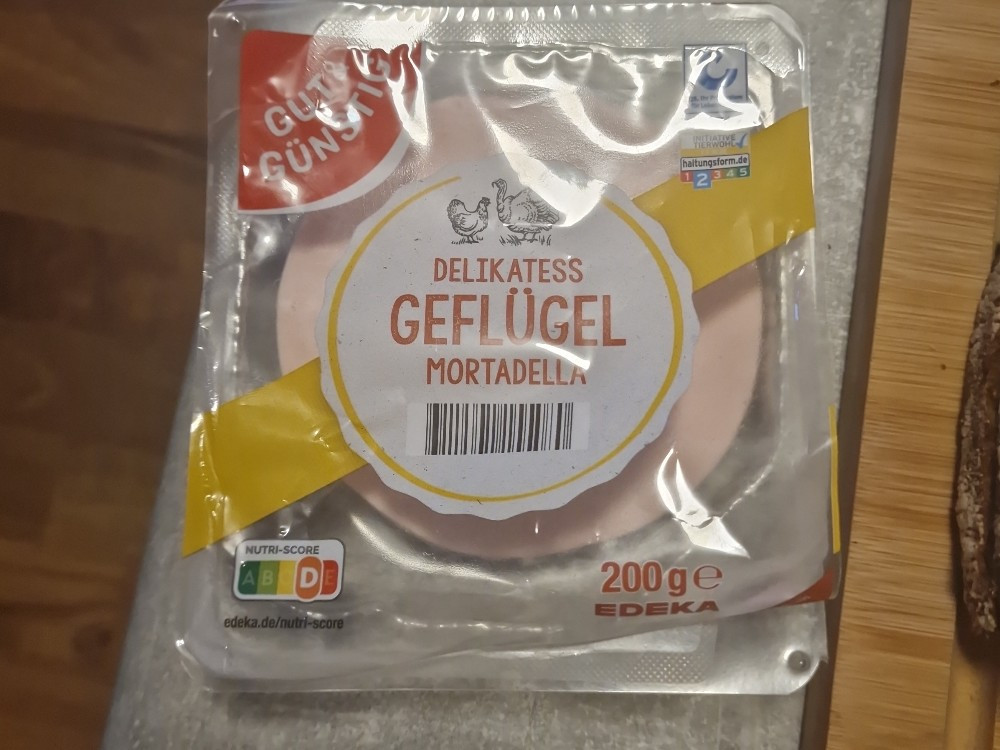 GUT &
GÜNSTIG
INITIATIVE
TIERWOHL
haltungsform.de
1 2 3 4 5
DELIKATESS
GEFLÜGEL
MORTADELLA
NUTRI-SCORE
A B C D E
edeka.de/nutri-score
200 g e
EDEKA